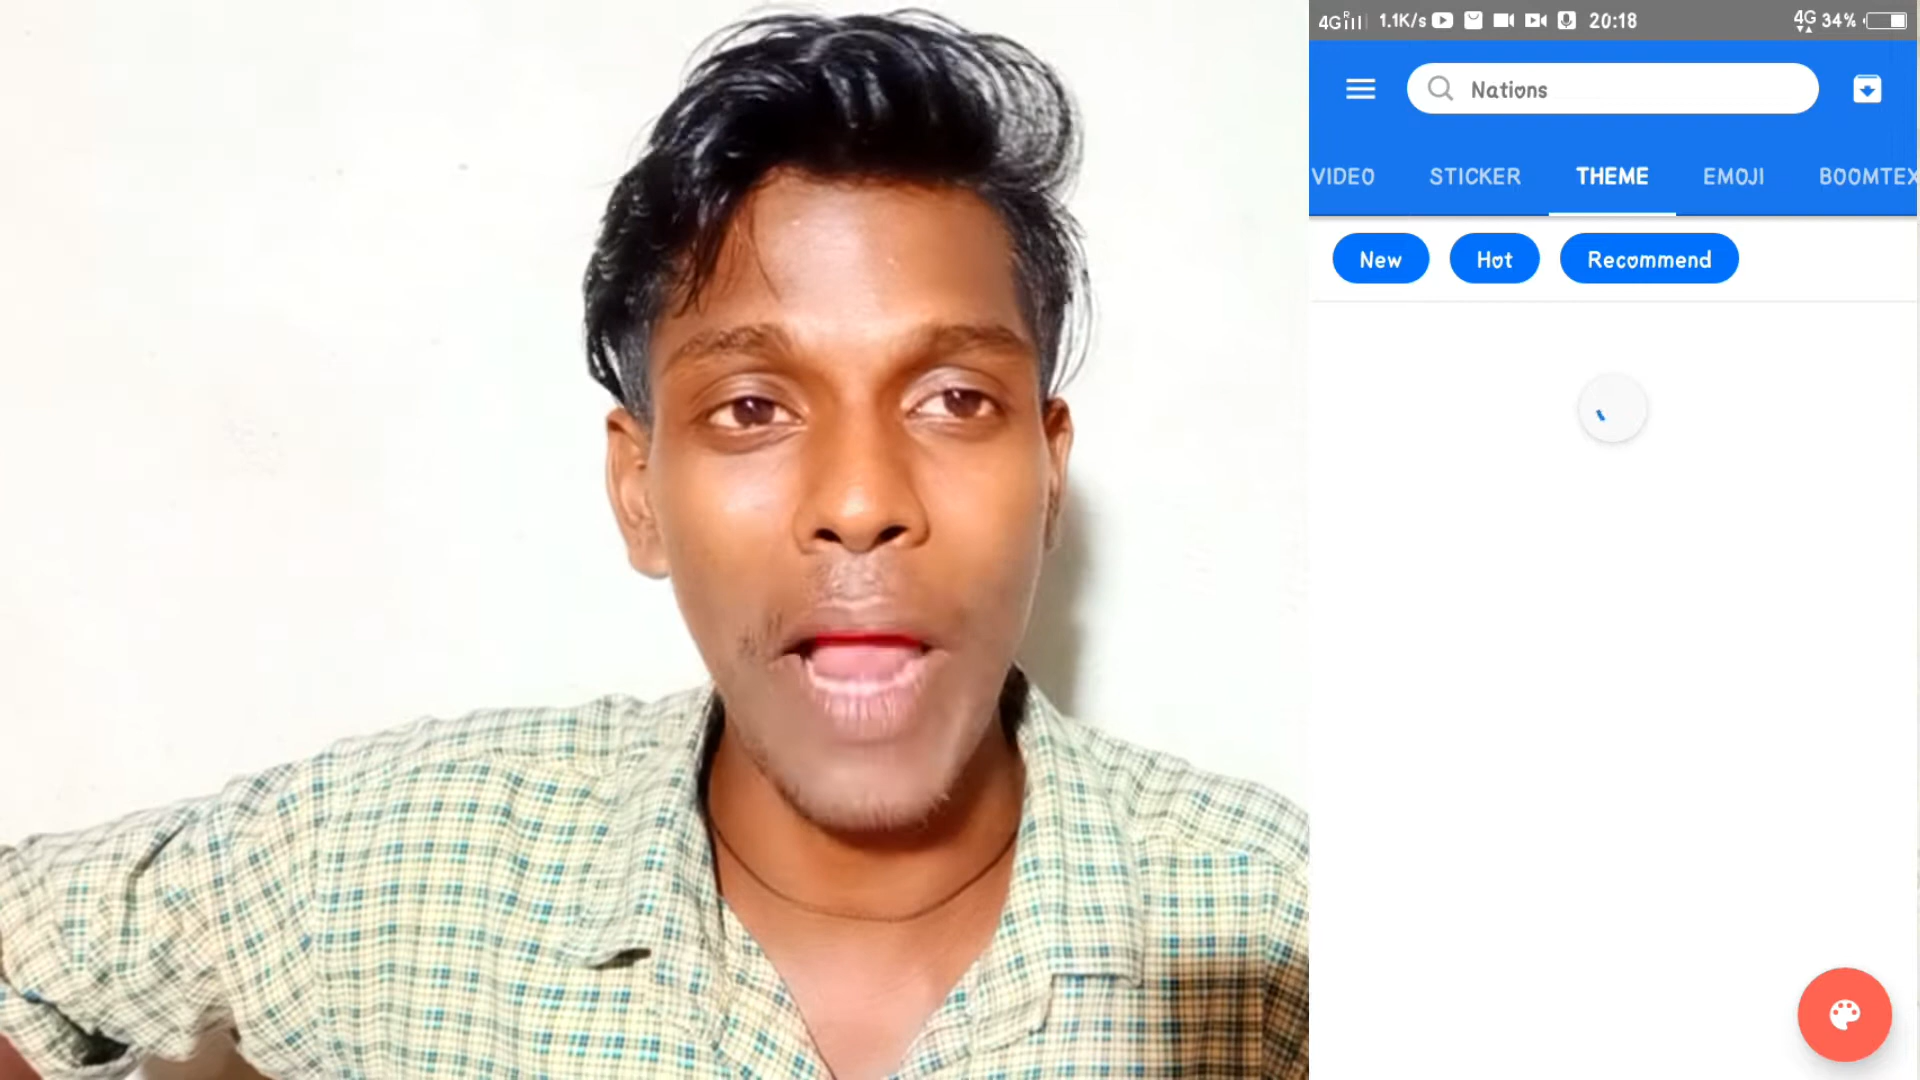 4G R 1.1K/s 20:18 4G 34%
Nations
VIDEO STICKER THEME EMOJI BOOMTEX
New Hot Recommend